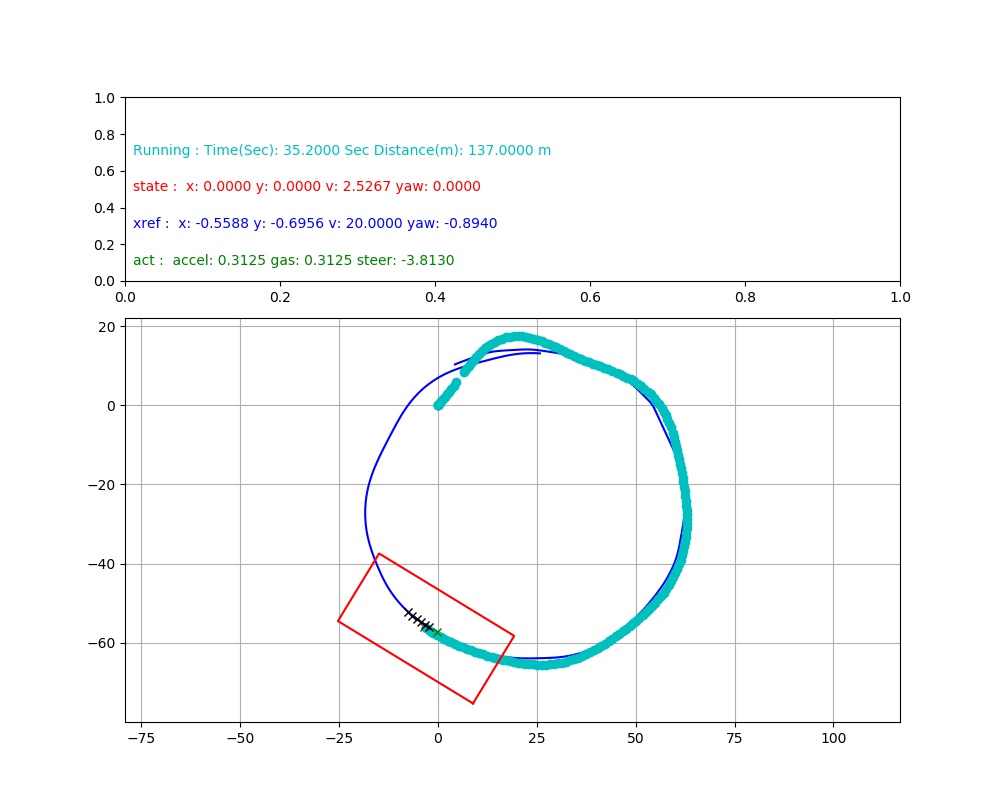 1.0
0.8
Running : Time(Sec): 35.2000 Sec Distance(m): 137.0000 m
0.6
state :  x: 0.0000 y: 0.0000 v: 2.5267 yaw: 0.0000
0.4
xref :  x: -0.5588 y: -0.6956 v: 20.0000 yaw: -0.8940
0.2
act :  accel: 0.3125 gas: 0.3125 steer: -3.8130
0.0
0.0 0.2 0.4 0.6 0.8 1.0
20
0
−20
−40
−60
−75 −50 −25 0 25 50 75 100